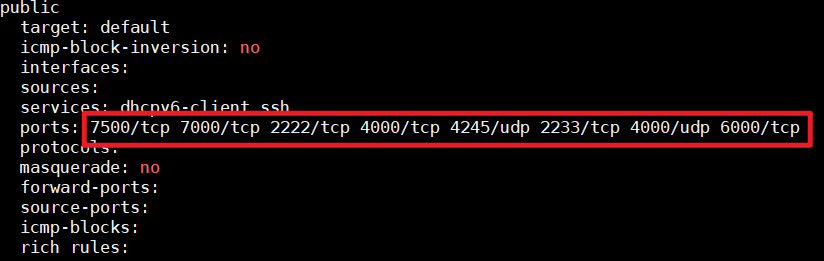 public
target: default
icmp-block-inversion: no
interfaces:
sources:
services: dhcpv6-client ssh
ports: 7500/tcp 7000/tcp 2222/tcp 4000/tcp 4245/udp 2233/tcp 4000/udp 6000/tcp
protocols:
masquerade: no
forward-ports:
source-ports:
icmp-blocks:
rich rules: